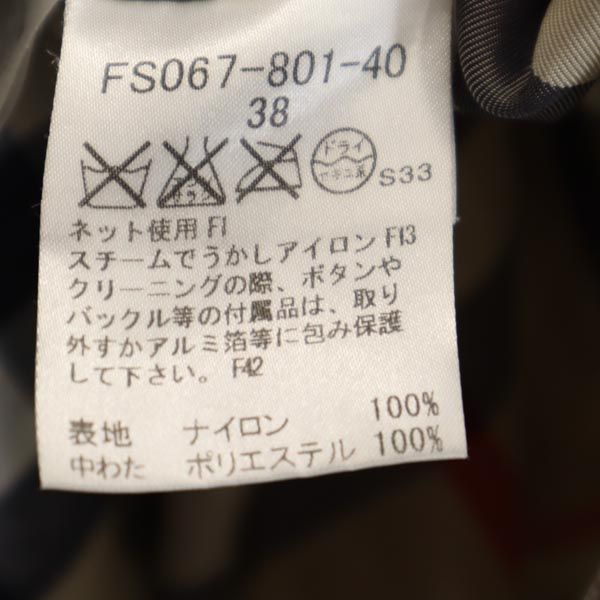 FS067-801-40
38
ドライ
セキユ系
S33
ネット使用 F1
スチームでうかしアイロン F13
クリーニングの際、ボタンや
バックル等の付属品は、取り
外すかアルミ箔等に包み保護
して下さい。 F42
表地 ナイロン 100%
中わた ポリエステル 100%